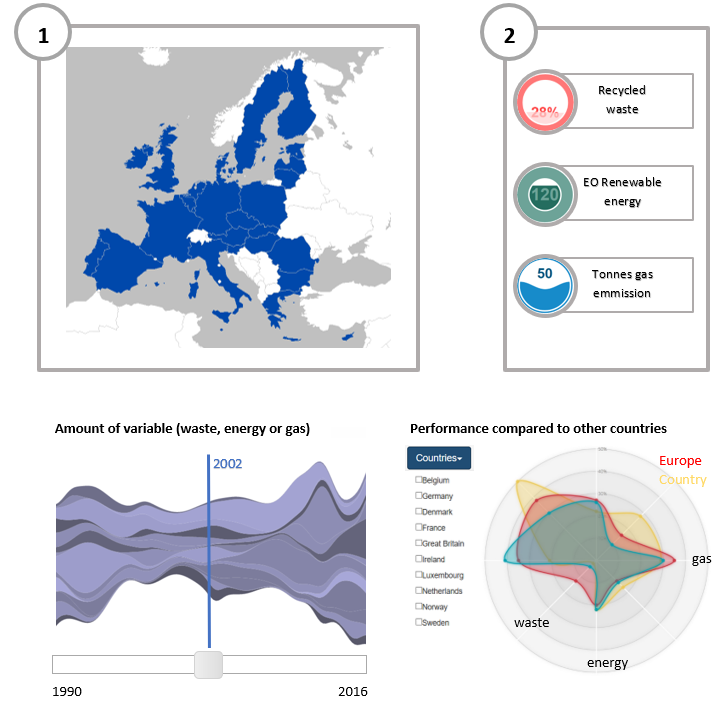 1
2
28%
Recycled
waste
120
EO Renewable
energy
50
Tonnes gas
emmission
Amount of variable (waste, energy or gas)
2002
1990
2016
Performance compared to other countries
Countries
Europe
Country
Belgium
Germany
Denmark
France
Great Britain
Ireland
Luxembourg
Netherlands
Norway
Sweden
gas
waste
energy